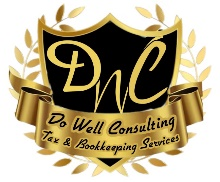 DWC
Do Well Consulting
Tax & Bookkeeping Services